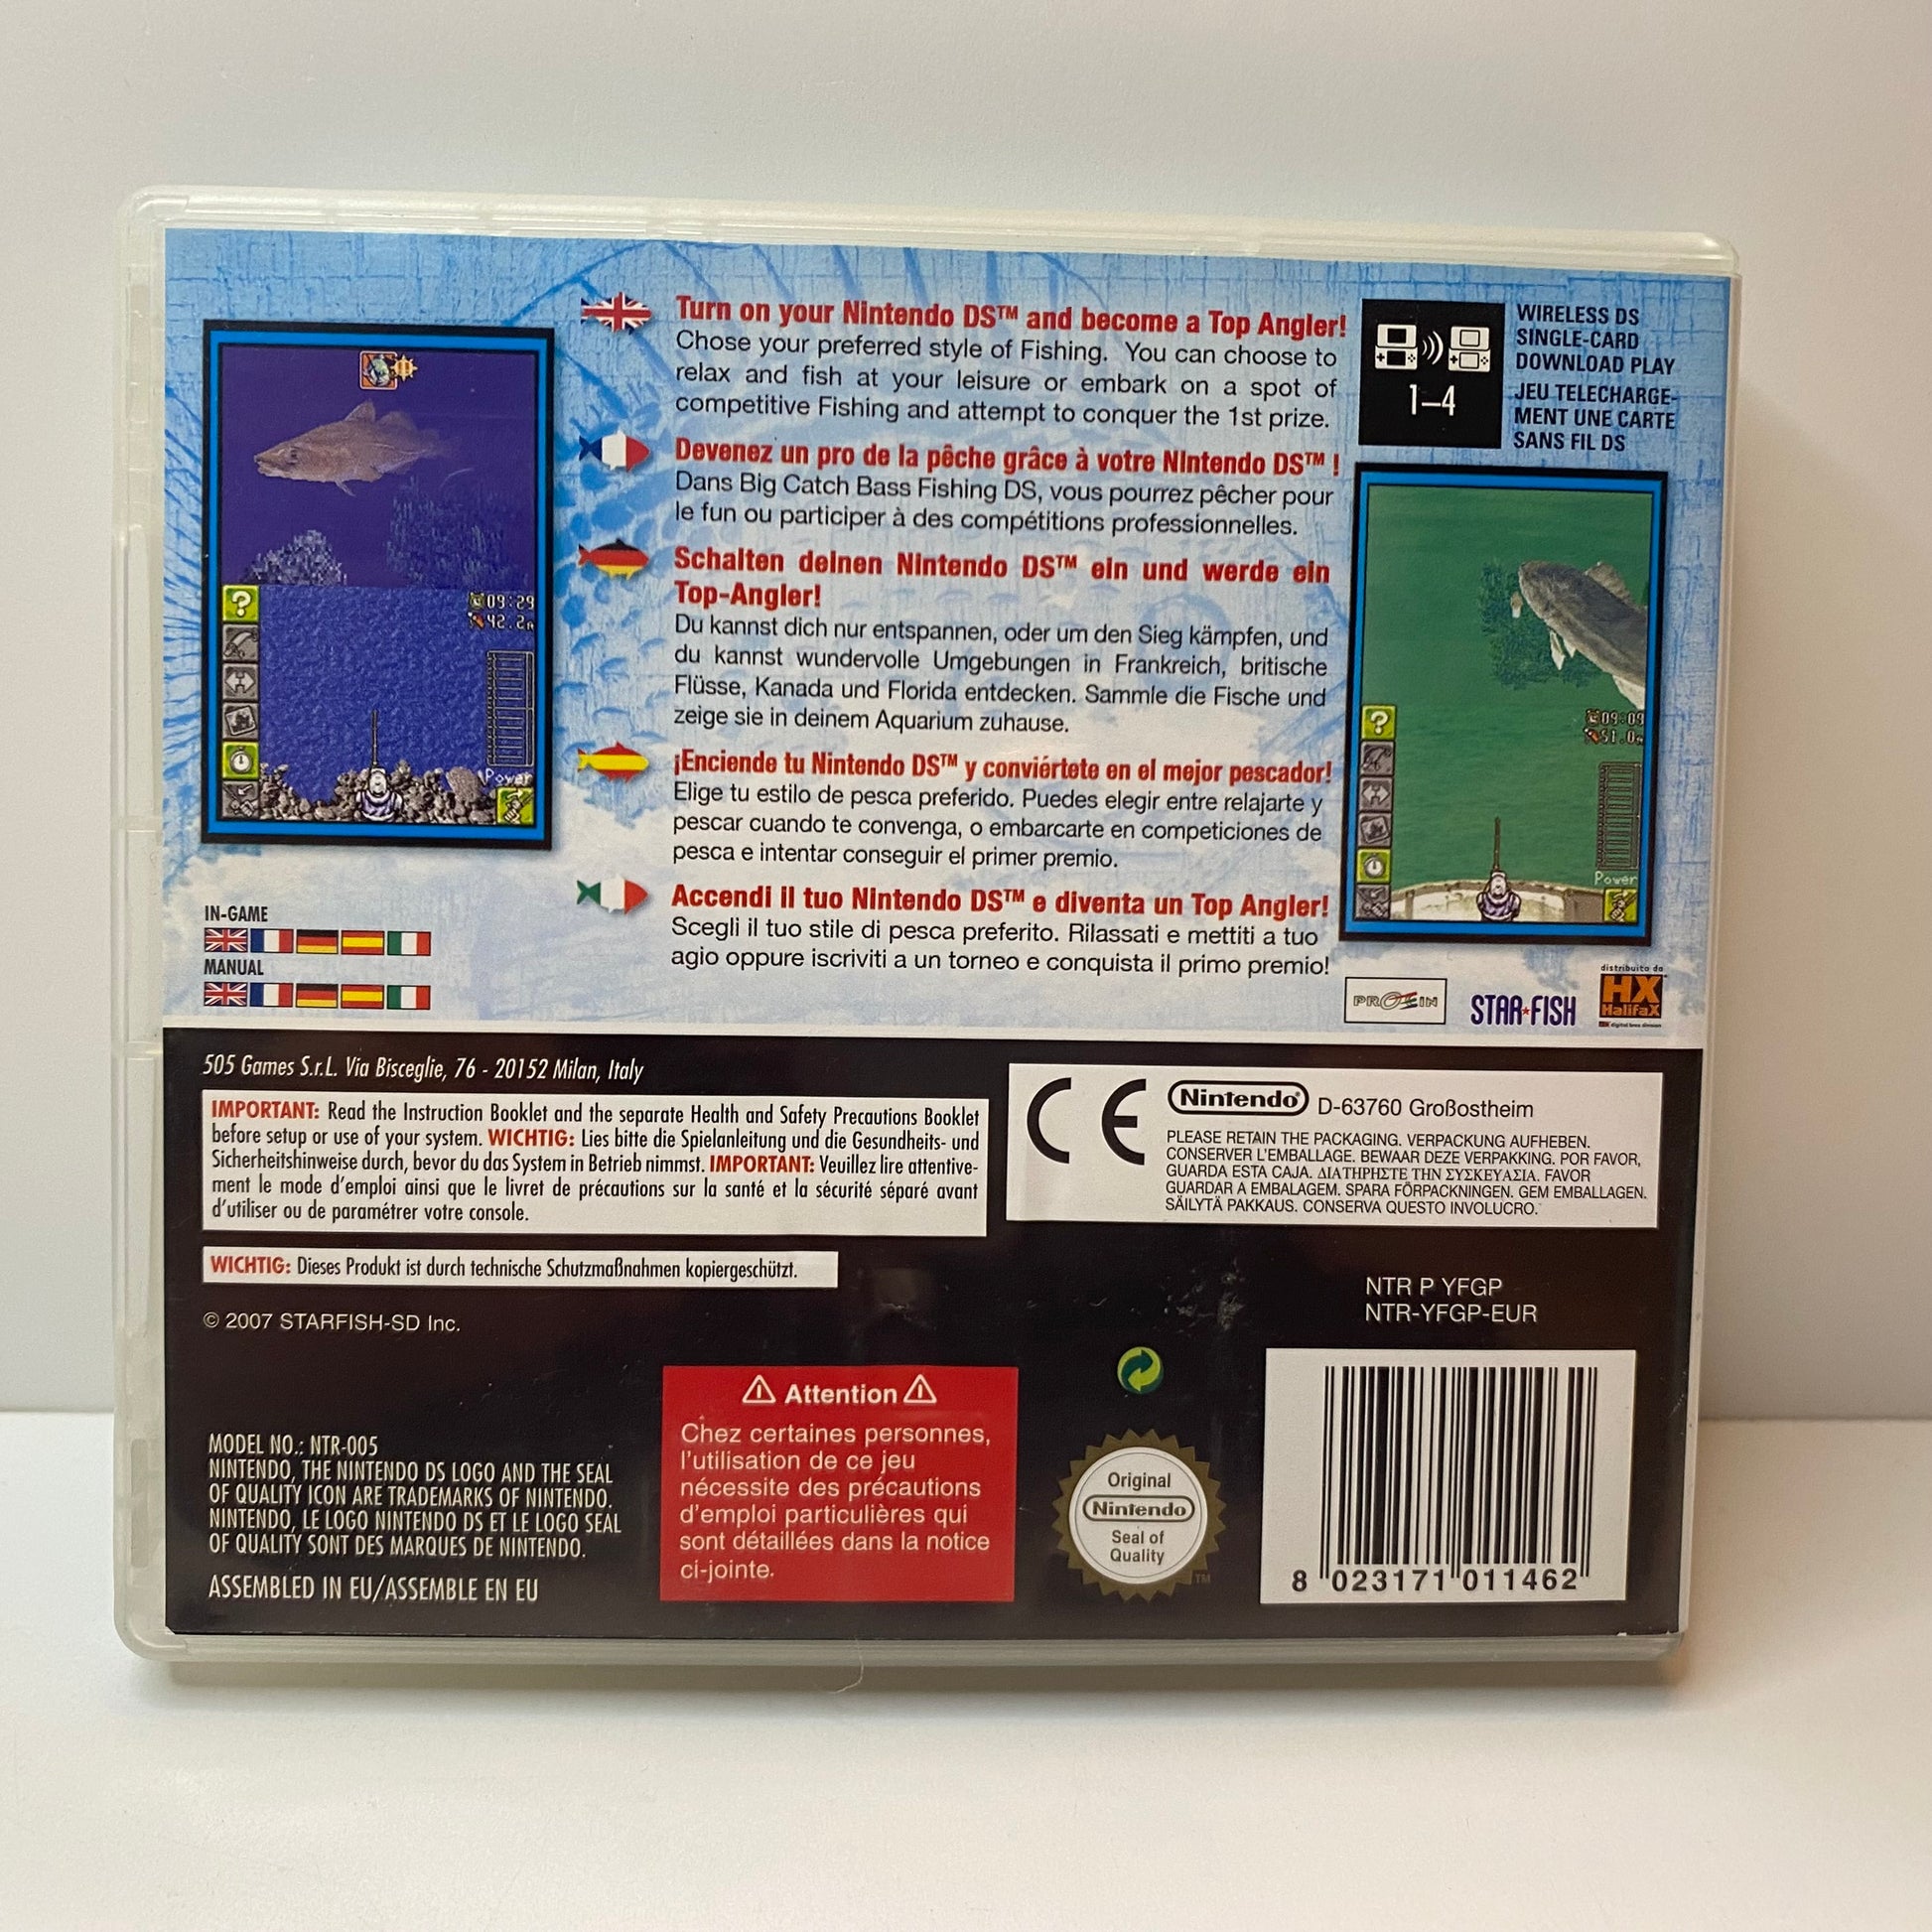 Turn on your Nintendo DS™ and become a Top Angler!
Chose your preferred style of Fishing. You can choose to
relax and fish at your leisure or embark on a spot of
competitive Fishing and attempt to conquer the 1st prize.
Devenez un pro de la pêche grâce à votre Nintendo DS™ !
Dans Big Catch Bass Fishing DS, vous pourrez pêcher pour
le fun ou participer à des compétitions professionnelles.
Schalten deinen Nintendo DS™ ein und werde ein
Top-Angler!
Du kannst dich nur entspannen, oder um den Sieg kämpfen, und
du kannst wundervolle Umgebungen in Frankreich, britische
Flüsse, Kanada und Florida entdecken. Sammle die Fische und
zeige sie in deinem Aquarium zuhause.
¡Enciende tu Nintendo DS™ y conviértete en el mejor pescador!
Elige tu estilo de pesca preferido. Puedes elegir entre relajarte y
pescar cuando te convenga, o embarcarte en competiciones de
pesca e intentar conseguir el primer premio.
Accendi il tuo Nintendo DS™ e diventa un Top Angler!
Scegli il tuo stile di pesca preferito. Rilassati e mettiti a tuo
agio oppure iscriviti a un torneo e conquista il primo premio!
1–4
WIRELESS DS
SINGLE-CARD
DOWNLOAD PLAY
JEU TELECHARGE-
MENT UNE CARTE
SANS FIL DS
?
09:29
42.2m
Power
?
09:09
51.0m
Power
IN-GAME
MANUAL
STAR★FISH
distribuito da
HX
Halifax
505 Games S.r.L. Via Bisceglie, 76 - 20152 Milan, Italy
IMPORTANT: Read the Instruction Booklet and the separate Health and Safety Precautions Booklet
before setup or use of your system. WICHTIG: Lies bitte die Spielanleitung und die Gesundheits- und
Sicherheitshinweise durch, bevor du das System in Betrieb nimmst. IMPORTANT: Veuillez lire attentive-
ment le mode d'emploi ainsi que le livret de précautions sur la santé et la sécurité séparé avant
d'utiliser ou de paramétrer votre console.
WICHTIG: Dieses Produkt ist durch technische Schutzmaßnahmen kopiergeschützt.
© 2007 STARFISH-SD Inc.
CE
Nintendo® D-63760 Großostheim
PLEASE RETAIN THE PACKAGING. VERPACKUNG AUFHEBEN.
CONSERVER L'EMBALLAGE. BEWAAR DEZE VERPAKKING. POR FAVOR,
GUARDA ESTA CAJA. ΔΙΑΤΗΡΗΣΤΕ ΤΗΝ ΣΥΣΚΕΥΑΣΙΑ. FAVOR
GUARDAR A EMBALAGEM. SPARA FÖRPACKNINGEN. GEM EMBALLAGEN.
SÄILYTÄ PAKKAUS. CONSERVA QUESTO INVOLUCRO.
NTR P YFGP
NTR-YFGP-EUR
MODEL NO.: NTR-005
NINTENDO, THE NINTENDO DS LOGO AND THE SEAL
OF QUALITY ICON ARE TRADEMARKS OF NINTENDO.
NINTENDO, LE LOGO NINTENDO DS ET LE LOGO SEAL
OF QUALITY SONT DES MARQUES DE NINTENDO.
ASSEMBLED IN EU/ASSEMBLE EN EU
⚠ Attention ⚠
Chez certaines personnes,
l'utilisation de ce jeu
nécessite des précautions
d'emploi particulières qui
sont détaillées dans la notice
ci-jointe.
Original
Nintendo
Seal of
Quality
TM
8 023171 011462